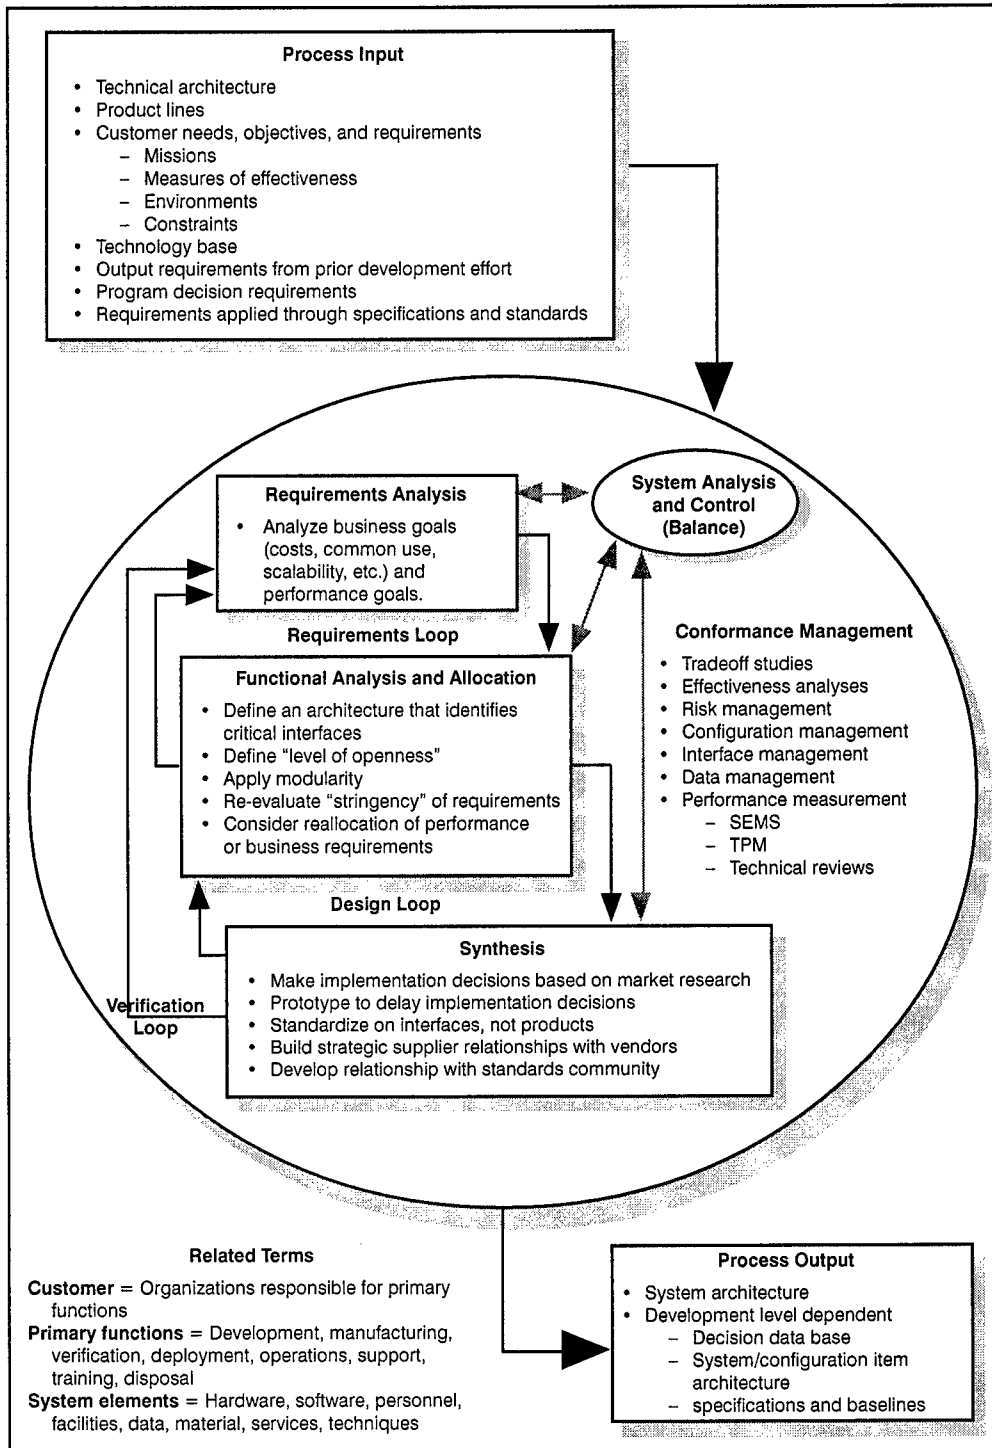 Process Input
• Technical architecture
• Product lines
• Customer needs, objectives, and requirements
– Missions
– Measures of effectiveness
– Environments
– Constraints
• Technology base
• Output requirements from prior development effort
• Program decision requirements
• Requirements applied through specifications and standards
Requirements Analysis
• Analyze business goals
(costs, common use,
scalability, etc.) and
performance goals.
System Analysis
and Control
(Balance)
Requirements Loop
Functional Analysis and Allocation
• Define an architecture that identifies
critical interfaces
• Define “level of openness”
• Apply modularity
• Re-evaluate “stringency” of requirements
• Consider reallocation of performance
or business requirements
Conformance Management
• Tradeoff studies
• Effectiveness analyses
• Risk management
• Configuration management
• Interface management
• Data management
• Performance measurement
– SEMS
– TPM
– Technical reviews
Design Loop
Synthesis
• Make implementation decisions based on market research
• Prototype to delay implementation decisions
• Standardize on interfaces, not products
• Build strategic supplier relationships with vendors
• Develop relationship with standards community
Verification
Loop
Related Terms
Customer = Organizations responsible for primary
functions
Primary functions = Development, manufacturing,
verification, deployment, operations, support,
training, disposal
System elements = Hardware, software, personnel,
facilities, data, material, services, techniques
Process Output
• System architecture
• Development level dependent
– Decision data base
– System/configuration item
architecture
– specifications and baselines